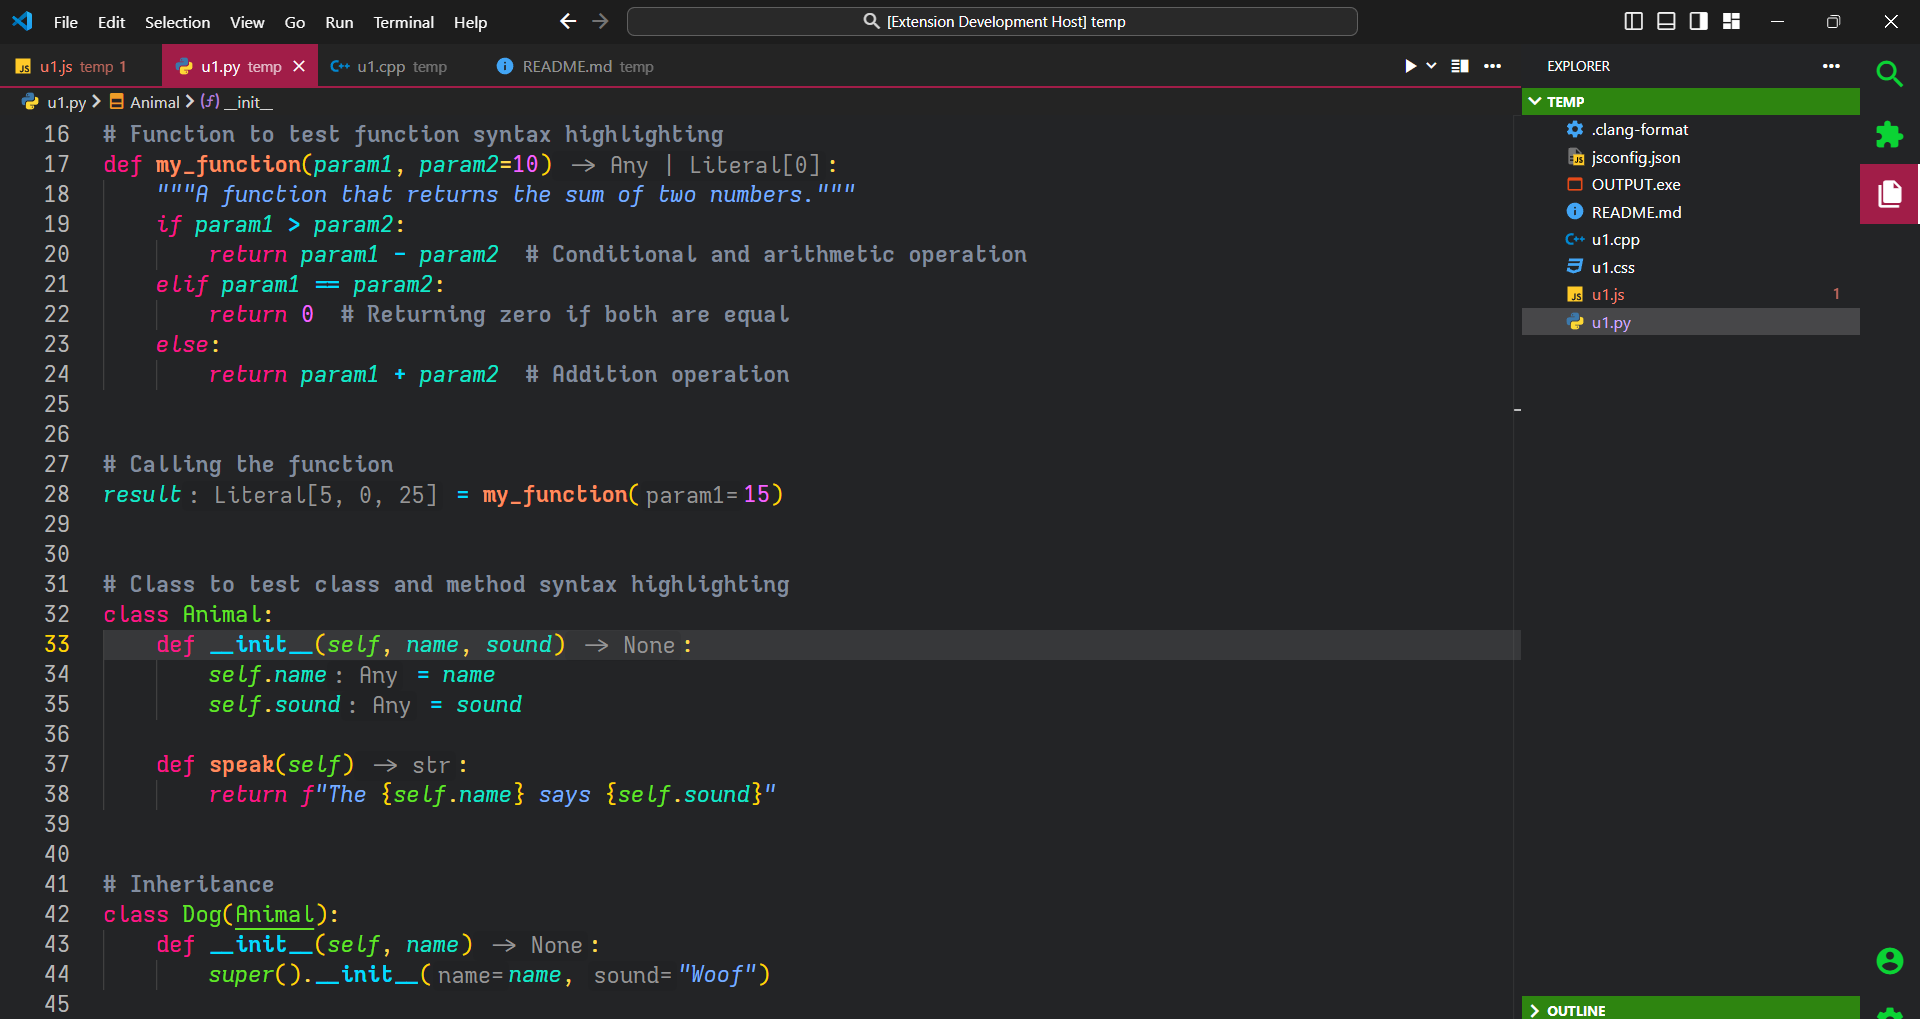 File Edit Selection View Go Run Terminal Help [Extension Development Host] temp
u1.js temp 1 u1.py temp u1.cpp temp README.md temp
u1.py > Animal > __init__
16 # Function to test function syntax highlighting
17 def my_function(param1, param2=10) → Any | Literal[0]:
18 """A function that returns the sum of two numbers."""
19 if param1 > param2:
20 return param1 - param2 # Conditional and arithmetic operation
21 elif param1 == param2:
22 return 0 # Returning zero if both are equal
23 else:
24 return param1 + param2 # Addition operation
25
26
27 # Calling the function
28 result: Literal[5, 0, 25] = my_function(param1=15)
29
30
31 # Class to test class and method syntax highlighting
32 class Animal:
33 def __init__(self, name, sound) → None:
34 self.name: Any = name
35 self.sound: Any = sound
36
37 def speak(self) → str:
38 return f"The {self.name} says {self.sound}"
39
40
41 # Inheritance
42 class Dog(Animal):
43 def __init__(self, name) → None:
44 super().__init__(name=name, sound="Woof")
45
EXPLORER
TEMP
.clang-format
jsconfig.json
OUTPUT.exe
README.md
u1.cpp
u1.css
u1.js 1
u1.py
OUTLINE